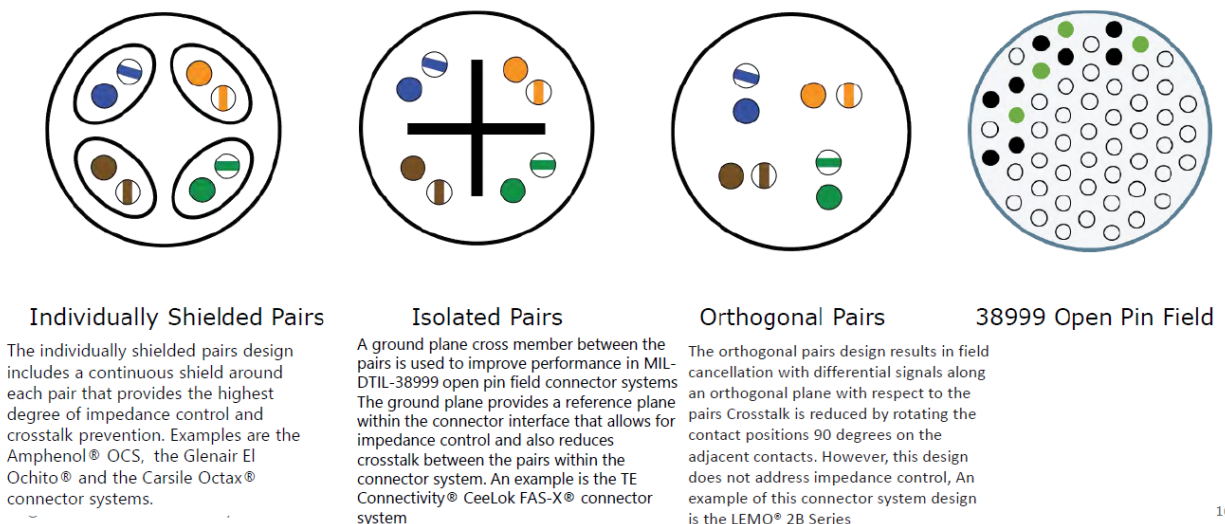 Individually Shielded Pairs
The individually shielded pairs design
includes a continuous shield around
each pair that provides the highest
degree of impedance control and
crosstalk prevention. Examples are the
Amphenol® OCS, the Glenair El
Ochito® and the Carsile Octax®
connector systems.
Isolated Pairs
A ground plane cross member between the
pairs is used to improve performance in MIL-
DTIL-38999 open pin field connector systems
The ground plane provides a reference plane
within the connector interface that allows for
impedance control and also reduces
crosstalk between the pairs within the
connector system. An example is the TE
Connectivity® CeeLok FAS-X® connector
system
Orthogonal Pairs
The orthogonal pairs design results in field
cancellation with differential signals along
an orthogonal plane with respect to the
pairs Crosstalk is reduced by rotating the
contact positions 90 degrees on the
adjacent contacts. However, this design
does not address impedance control, An
example of this connector system design
is the LEMO® 2B Series
38999 Open Pin Field